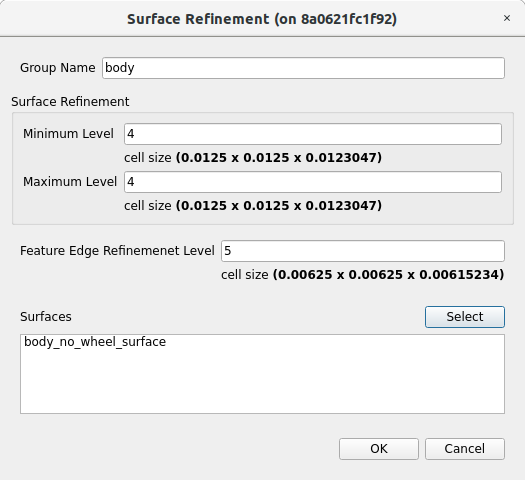 Surface Refinement (on 8a0621fc1f92)
×
Group Name body
Surface Refinement
Minimum Level 4
cell size (0.0125 x 0.0125 x 0.0123047)
Maximum Level 4
cell size (0.0125 x 0.0125 x 0.0123047)
Feature Edge Refinemenet Level 5
cell size (0.00625 x 0.00625 x 0.00615234)
Surfaces Select
body_no_wheel_surface
OK Cancel